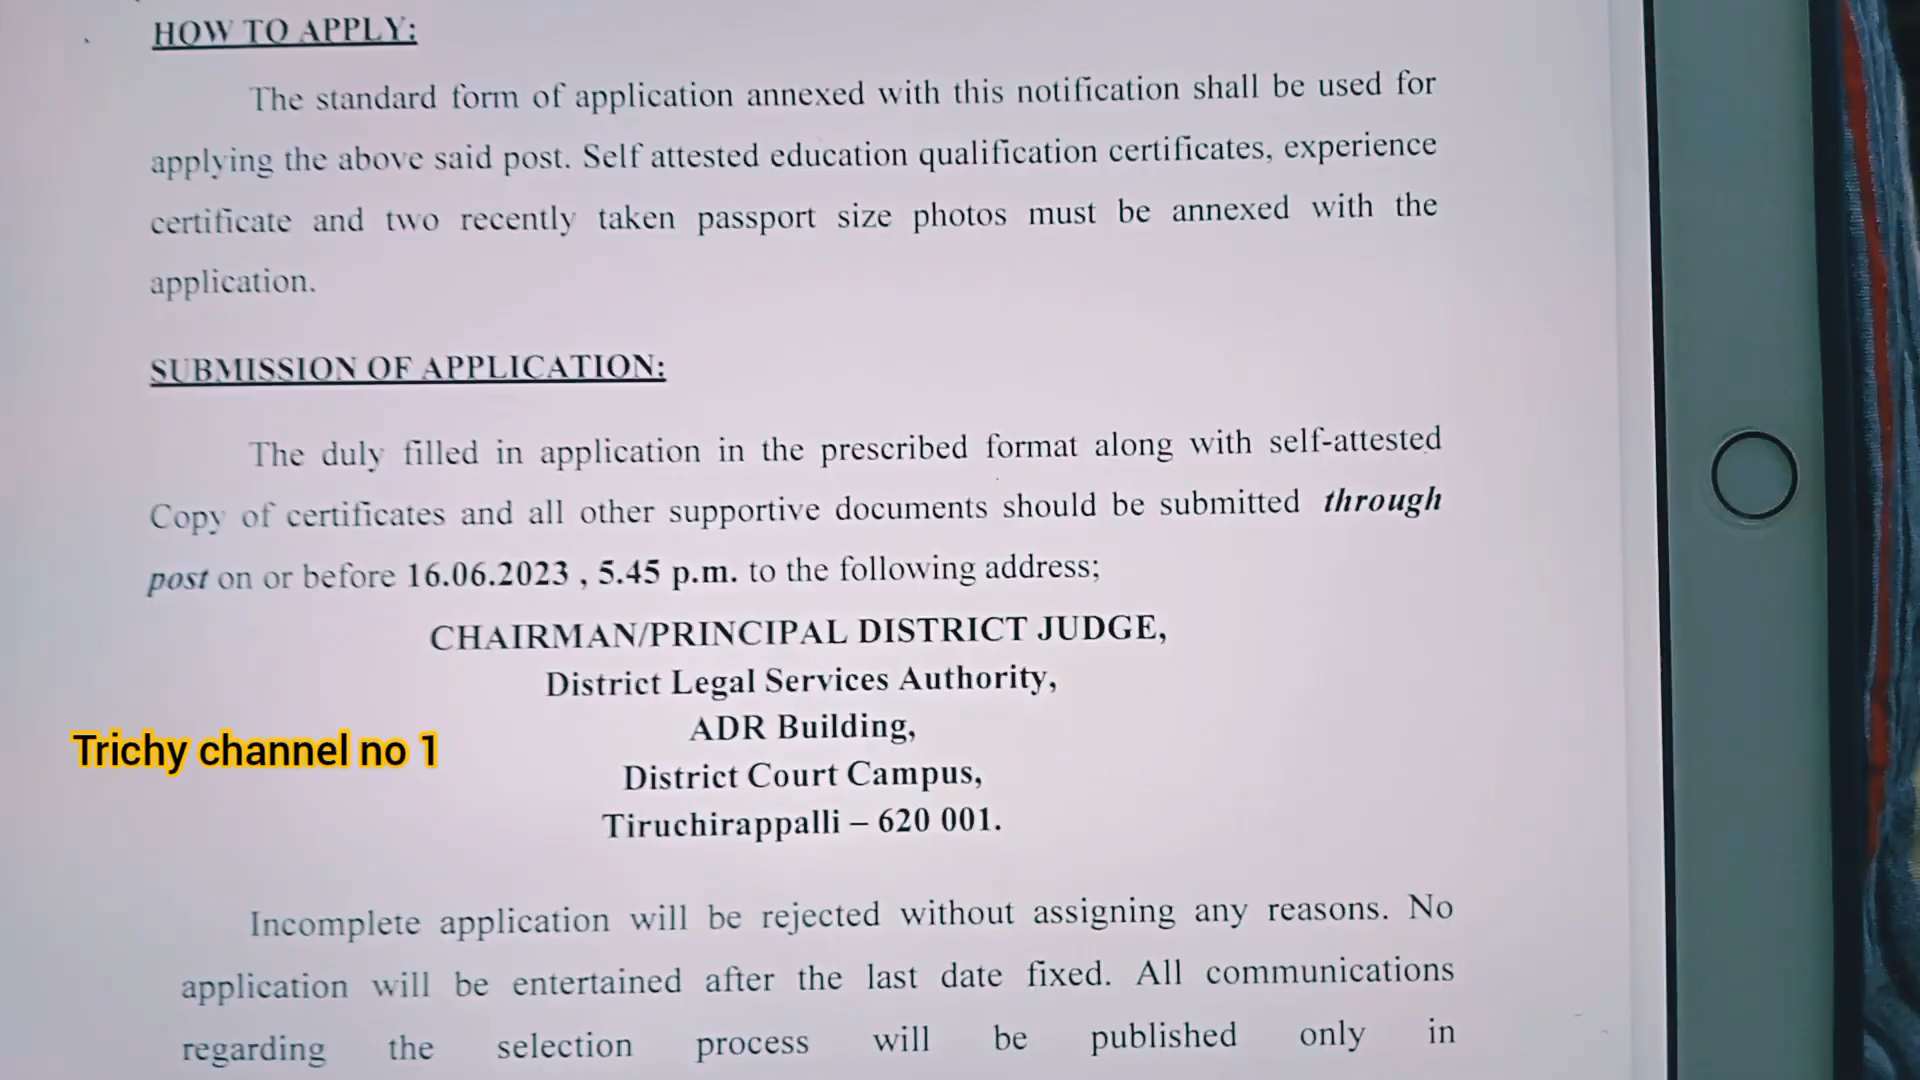 HOW TO APPLY:
The standard form of application annexed with this notification shall be used for
applying the above said post. Self attested education qualification certificates, experience
certificate and two recently taken passport size photos must be annexed with the
application.
SUBMISSION OF APPLICATION:
The duly filled in application in the prescribed format along with self-attested
Copy of certificates and all other supportive documents should be submitted through
post on or before 16.06.2023 , 5.45 p.m. to the following address;
CHAIRMAN/PRINCIPAL DISTRICT JUDGE,
District Legal Services Authority,
ADR Building,
District Court Campus,
Tiruchirappalli – 620 001.
Trichy channel no 1
Incomplete application will be rejected without assigning any reasons. No
application will be entertained after the last date fixed. All communications
regarding the selection process will be published only in